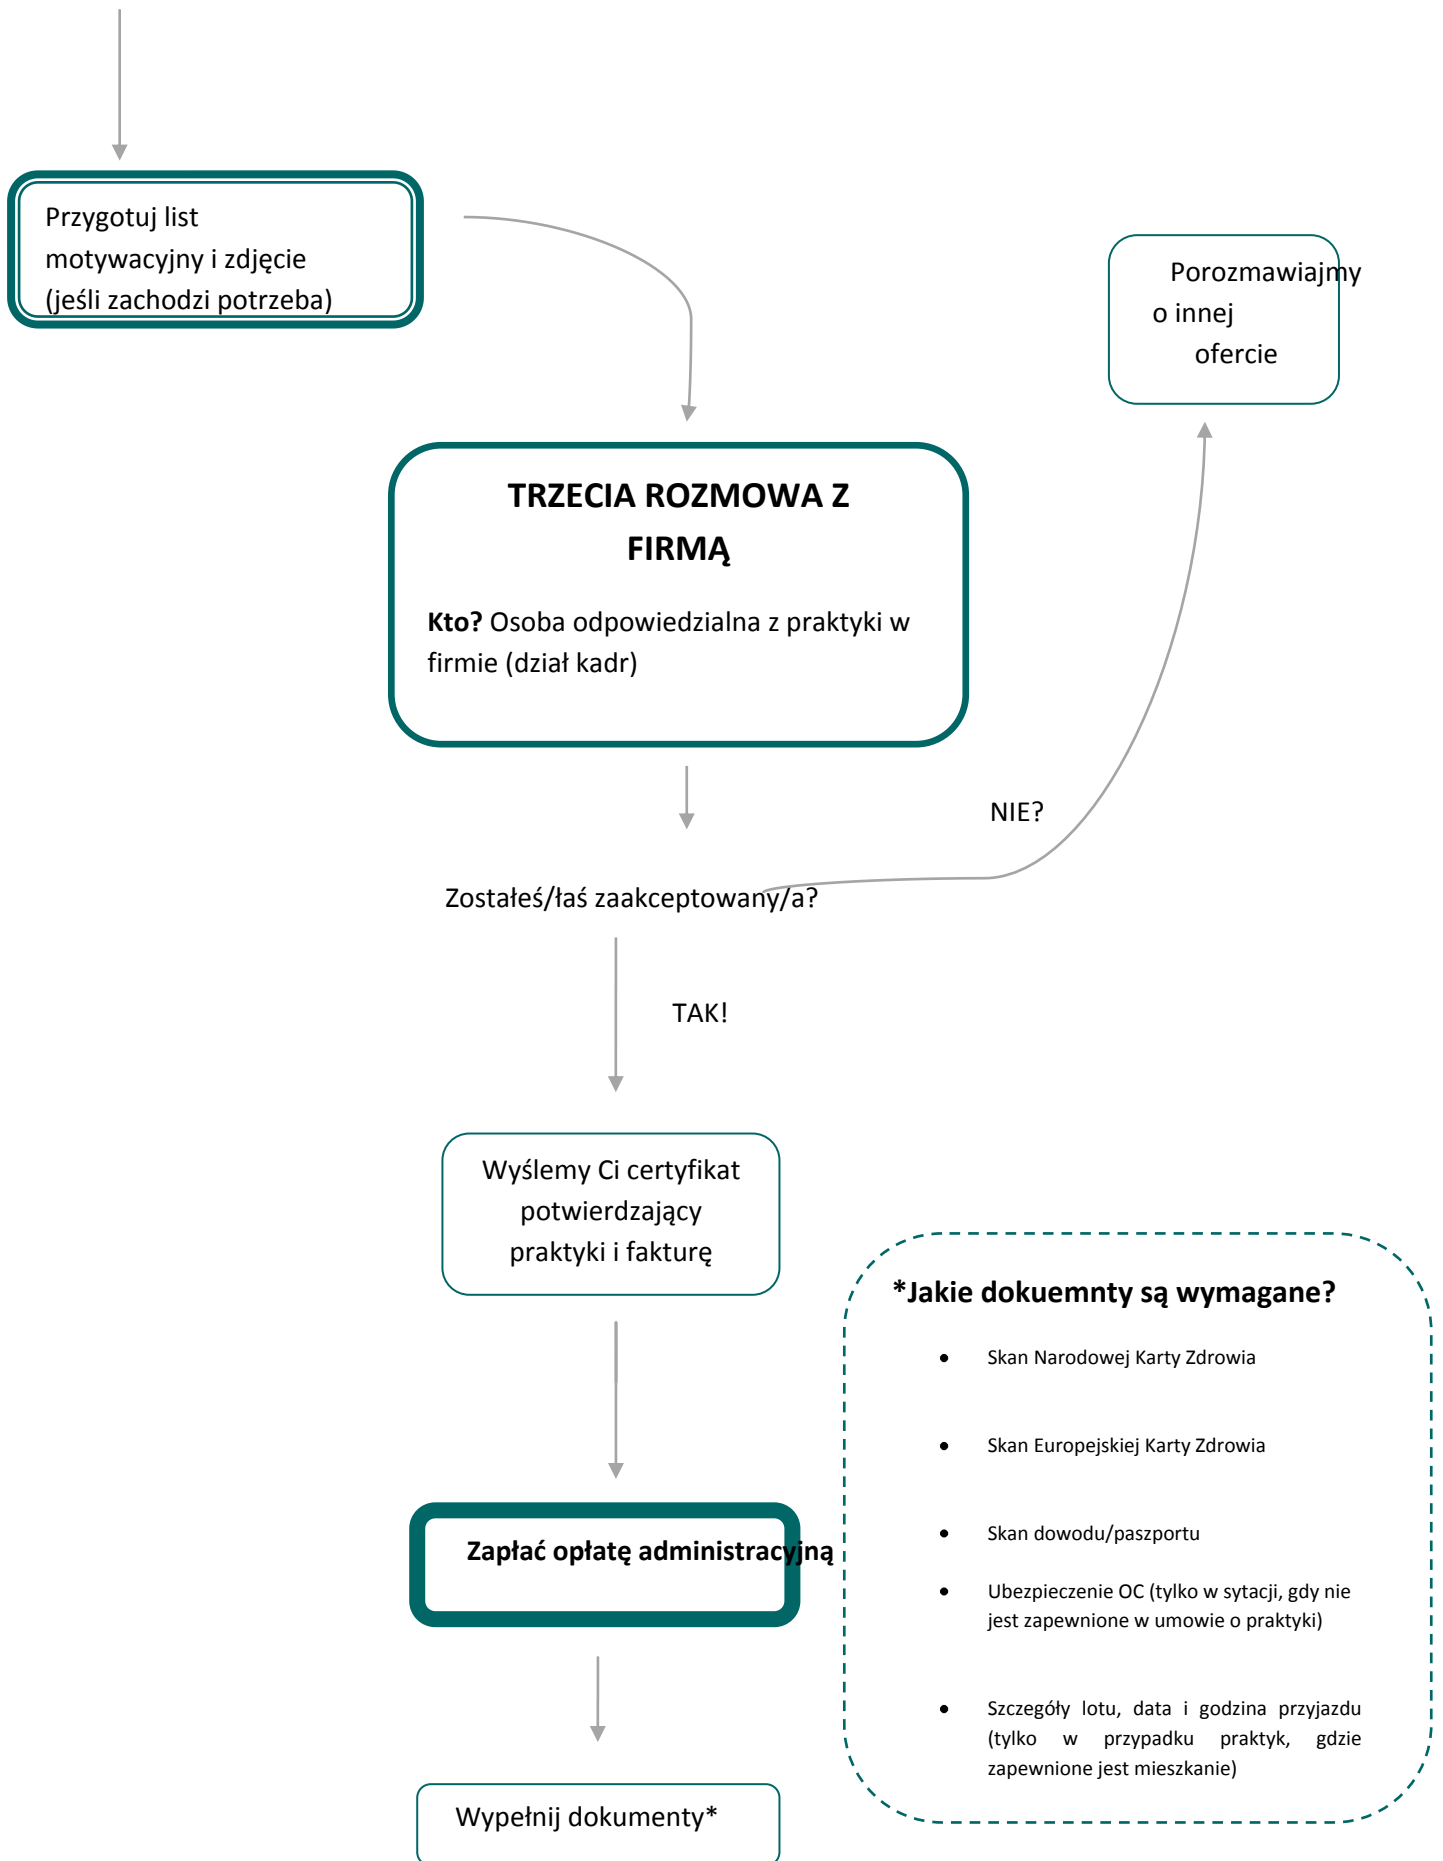 Przygotuj list
motywacyjny i zdjęcie
(jeśli zachodzi potrzeba)
Porozmawiajmy
o innej
ofercie
TRZECIA ROZMOWA Z
FIRMĄ
Kto? Osoba odpowiedzialna z praktyki w
firmie (dział kadr)
NIE?
Zostałeś/łaś zaakceptowany/a?
TAK!
Wyślemy Ci certyfikat
potwierdzający
praktyki i fakturę
Zapłać opłatę administracyjną
Wypełnij dokumenty*
*Jakie dokuemnty są wymagane?
• Skan Narodowej Karty Zdrowia
• Skan Europejskiej Karty Zdrowia
• Skan dowodu/paszportu
• Ubezpieczenie OC (tylko w sytacji, gdy nie
jest zapewnione w umowie o praktyki)
• Szczegóły lotu, data i godzina przyjazdu
(tylko w przypadku praktyk, gdzie
zapewnione jest mieszkanie)